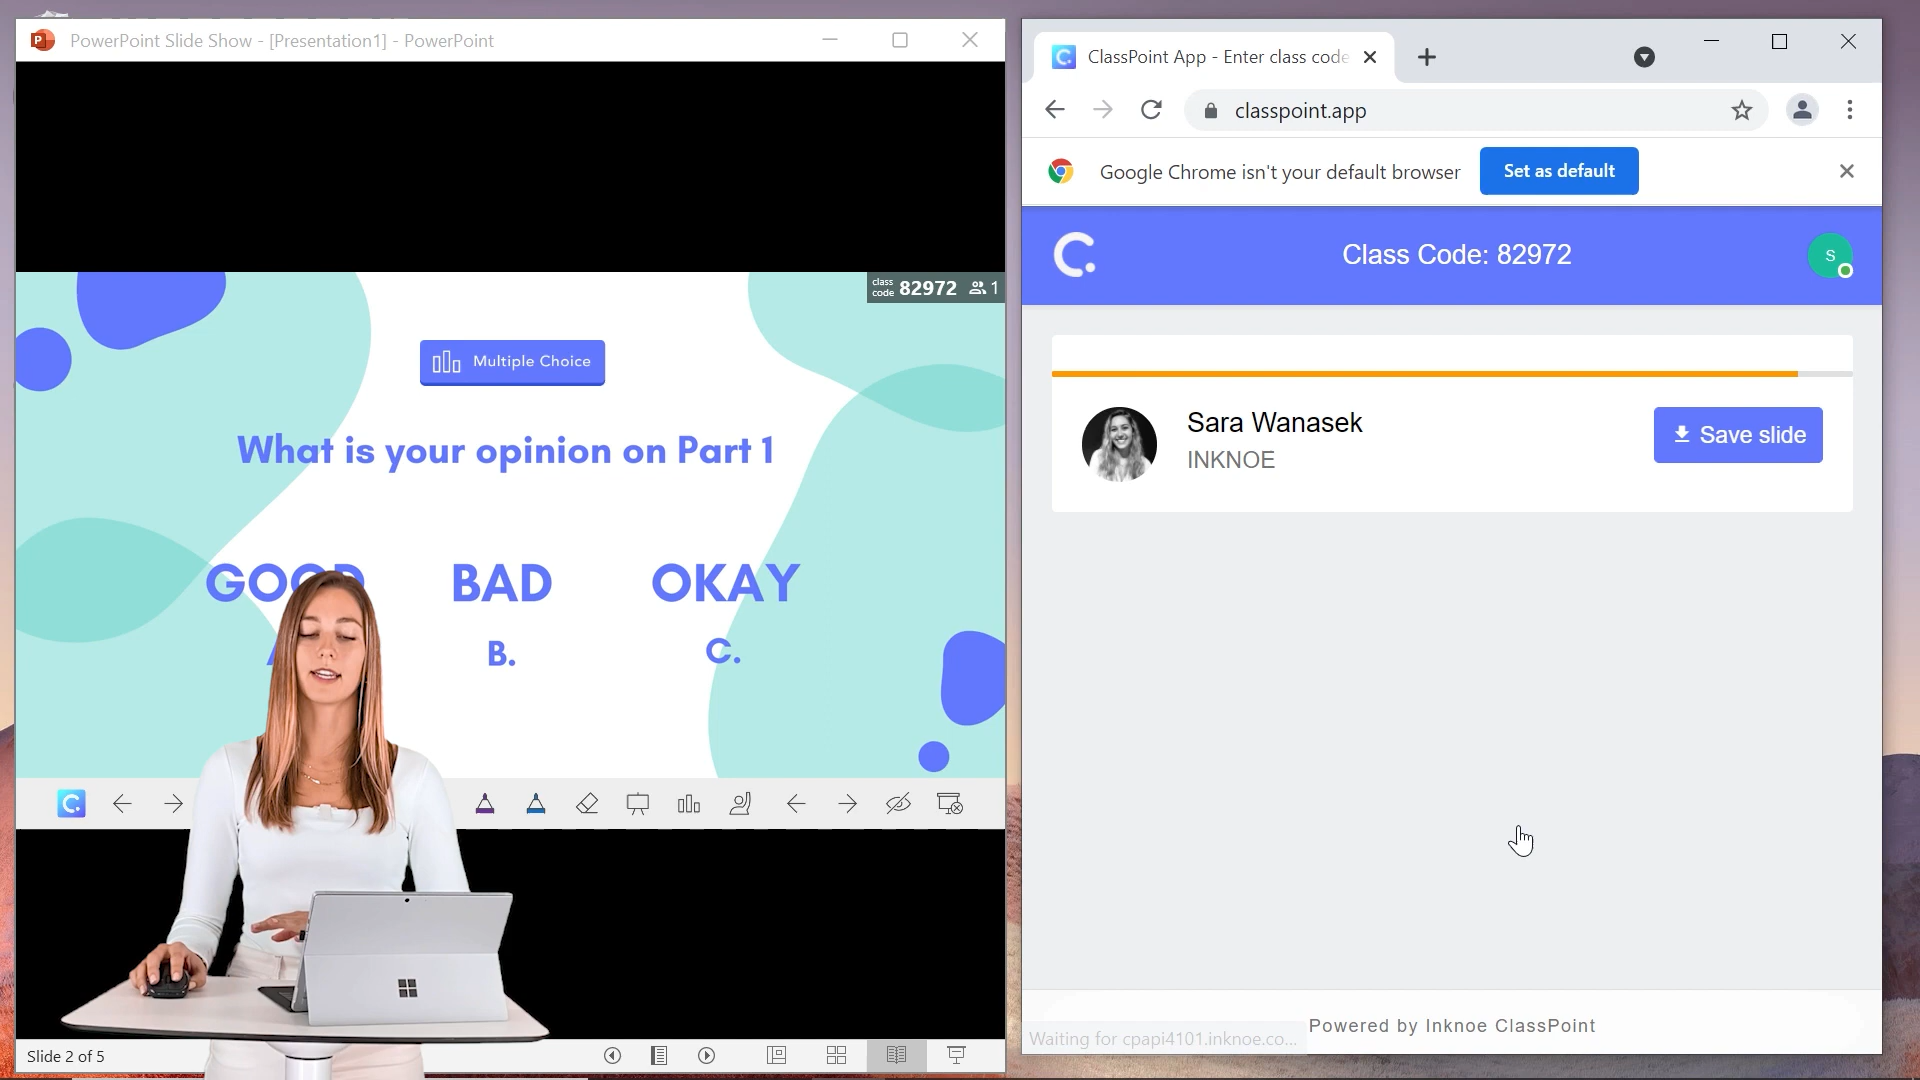 PowerPoint Slide Show - [Presentation1] - PowerPoint
class code 82972 1
Multiple Choice
What is your opinion on Part 1
BAD OKAY
B. C.
Slide 2 of 5
ClassPoint App - Enter class code
classpoint.app
Google Chrome isn't your default browser Set as default
Class Code: 82972
S
Sara Wanasek
INKNOE
Save slide
Powered by Inknoe ClassPoint
Waiting for cpapi4101.inknoe.co...